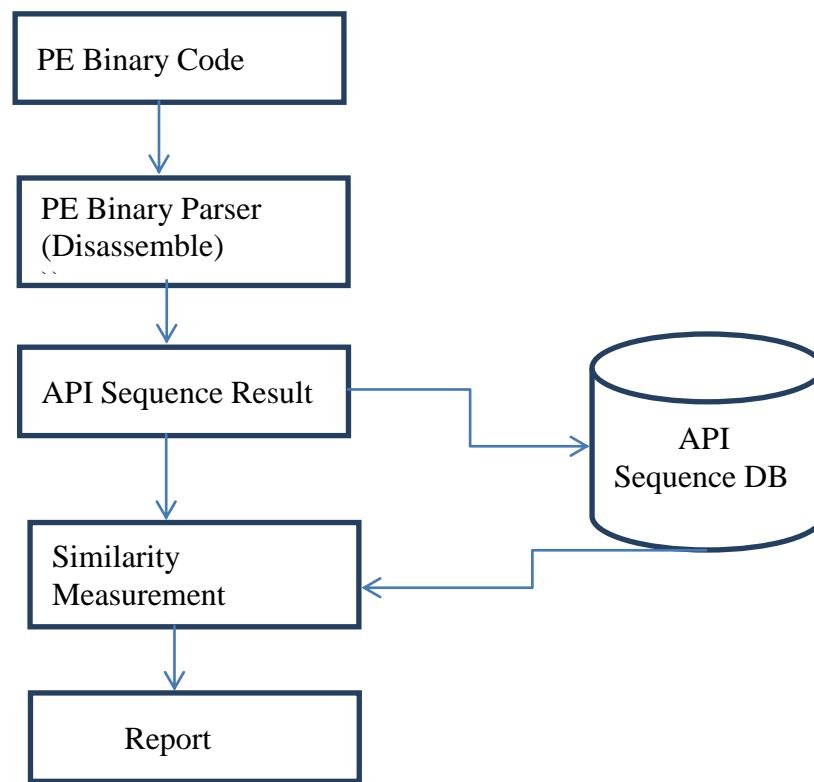 PE Binary Code
PE Binary Parser
(Disassemble)
``
API Sequence Result
API
Sequence DB
Similarity
Measurement
Report